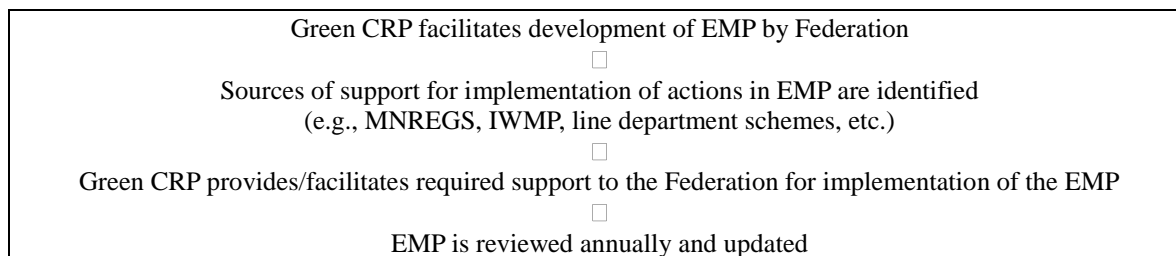 Green CRP facilitates development of EMP by Federation
Sources of support for implementation of actions in EMP are identified
(e.g., MNREGS, IWMP, line department schemes, etc.)
Green CRP provides/facilitates required support to the Federation for implementation of the EMP
EMP is reviewed annually and updated